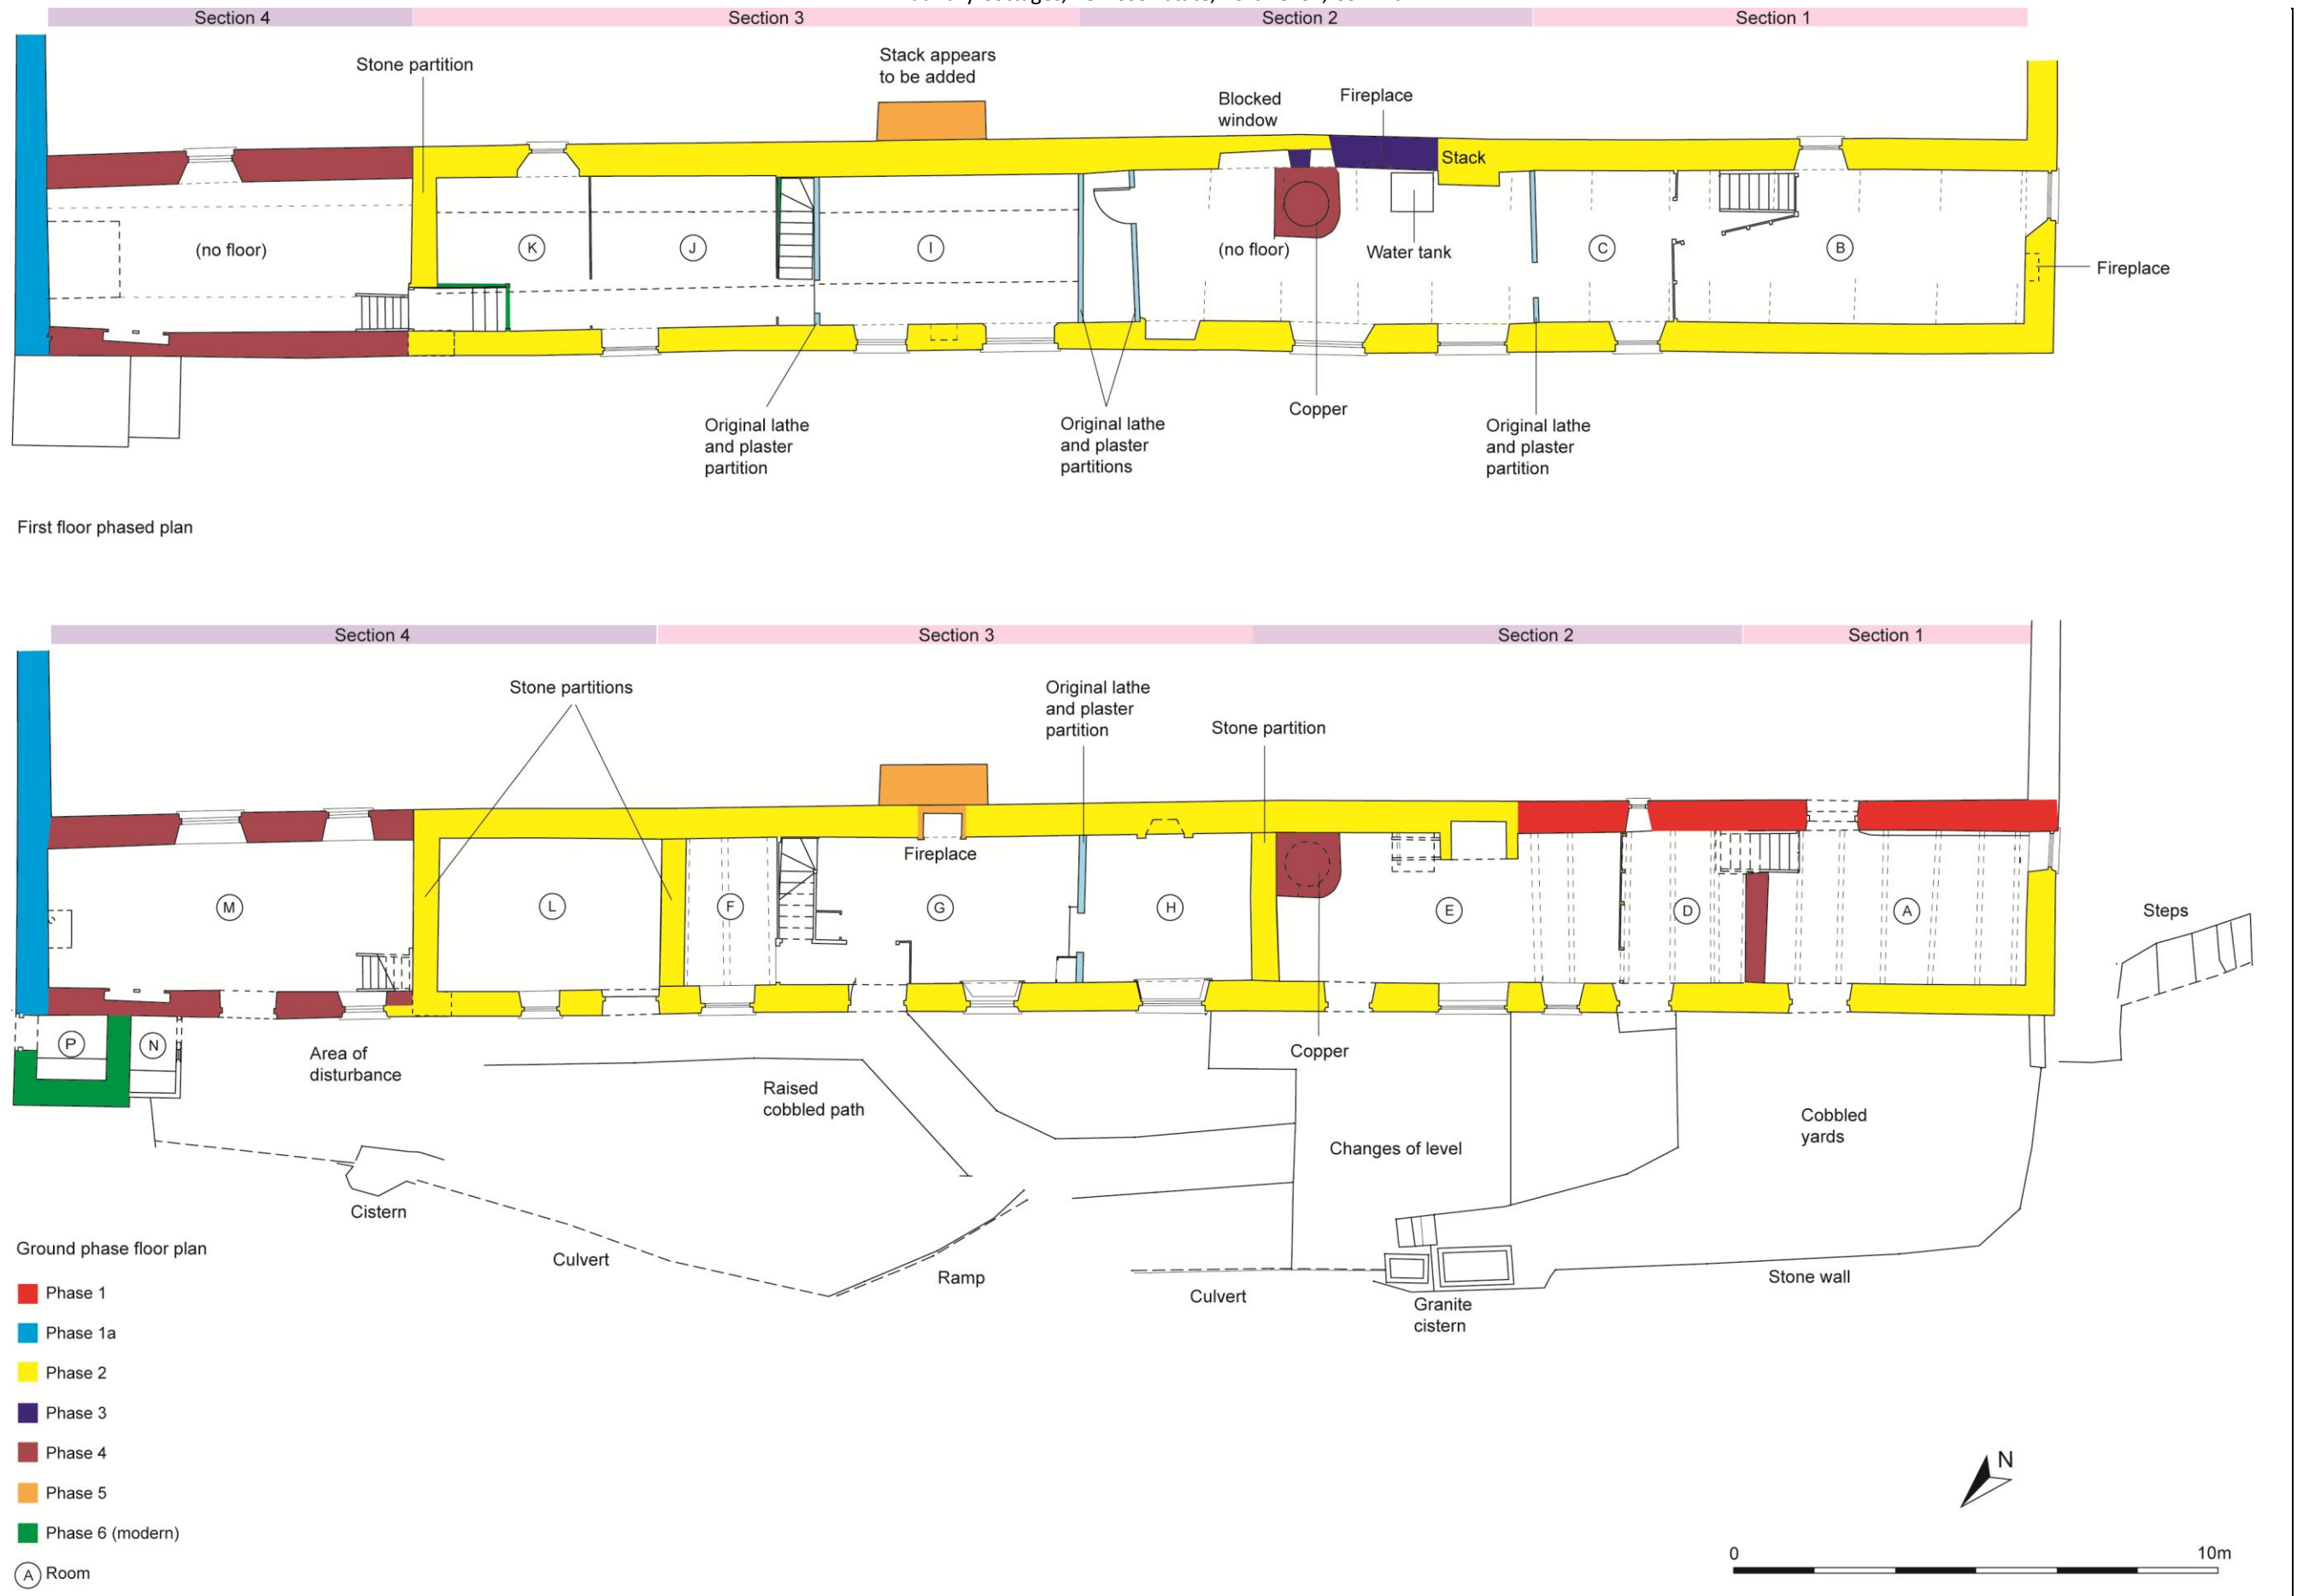 Section 4
Section 3
Section 2
Section 1
Stone partition
Stack appears
to be added
Blocked
window
Fireplace
Stack
(no floor)
K
J
I
(no floor)
Water tank
C
B
Fireplace
Copper
Original lathe
and plaster
partition
Original lathe
and plaster
partitions
Original lathe
and plaster
partition
First floor phased plan
Section 4
Section 3
Section 2
Section 1
Stone partitions
Original lathe
and plaster
partition
Stone partition
Fireplace
M
L
F
G
H
E
D
A
Steps
P
N
Area of
disturbance
Raised
cobbled path
Copper
Changes of level
Cobbled
yards
Cistern
Culvert
Ramp
Culvert
Granite
cistern
Stone wall
Ground phase floor plan
Phase 1
Phase 1a
Phase 2
Phase 3
Phase 4
Phase 5
Phase 6 (modern)
A Room
N
0 10m